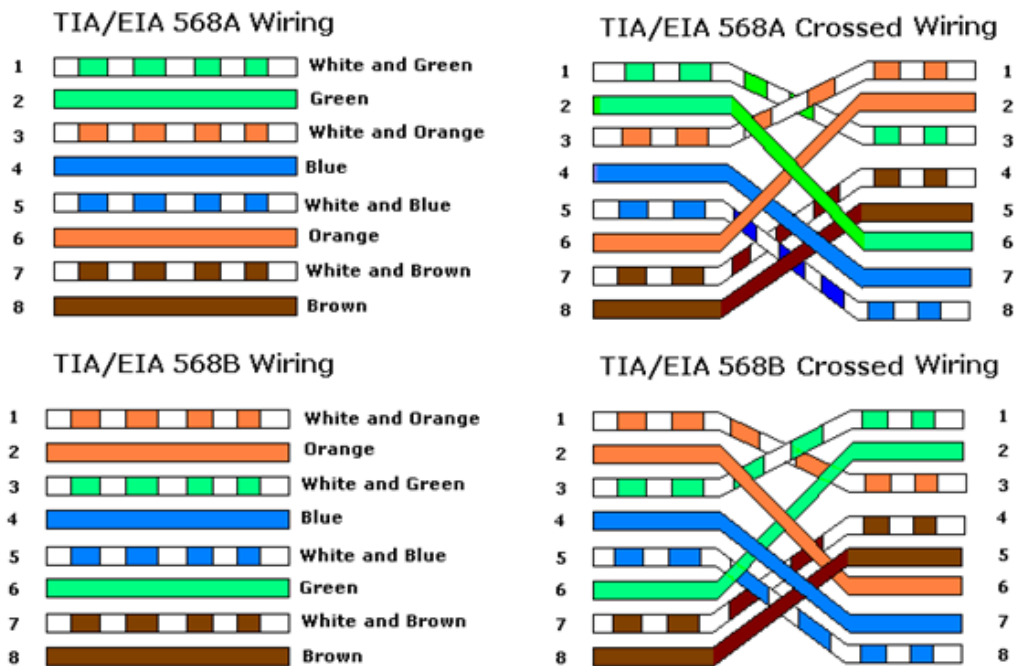 TIA/EIA 568A Wiring
1 White and Green
2 Green
3 White and Orange
4 Blue
5 White and Blue
6 Orange
7 White and Brown
8 Brown
TIA/EIA 568A Crossed Wiring
1 1
2 2
3 3
4 4
5 5
6 6
7 7
8 8
TIA/EIA 568B Wiring
1 White and Orange
2 Orange
3 White and Green
4 Blue
5 White and Blue
6 Green
7 White and Brown
8 Brown
TIA/EIA 568B Crossed Wiring
1 1
2 2
3 3
4 4
5 5
6 6
7 7
8 8